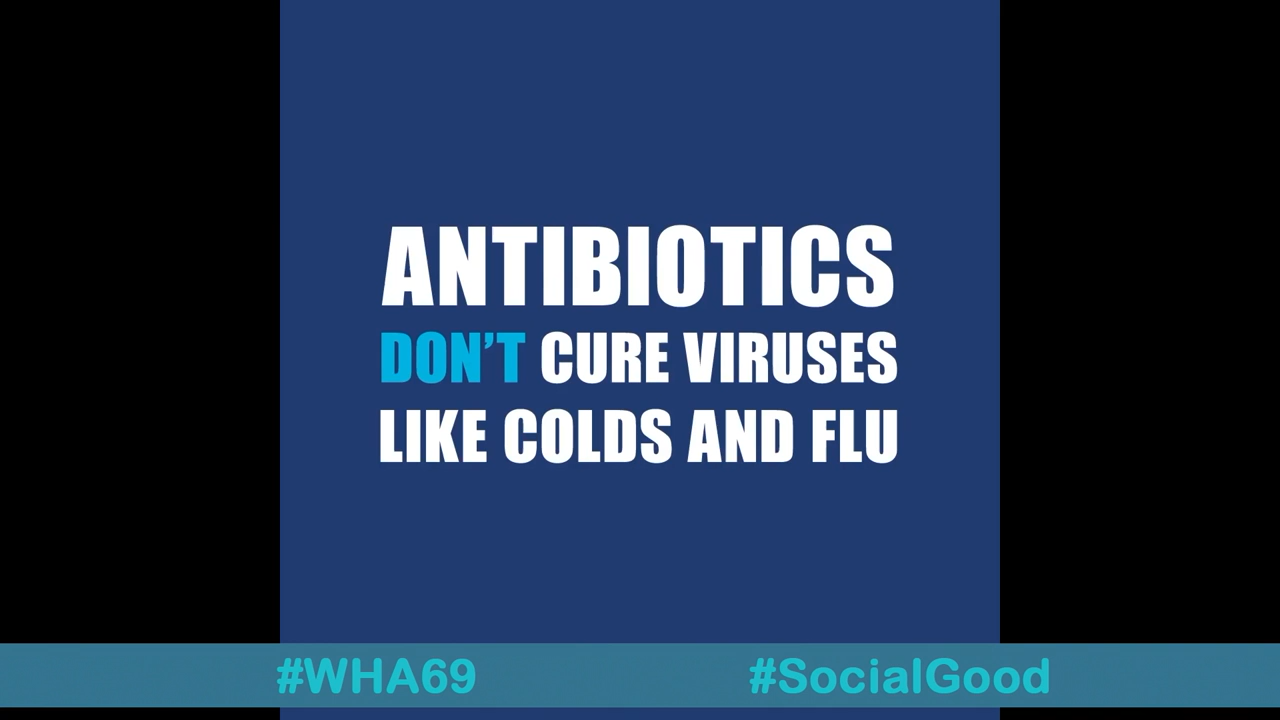 ANTIBIOTICS
DON'T CURE VIRUSES
LIKE COLDS AND FLU
#WHA69 #SocialGood